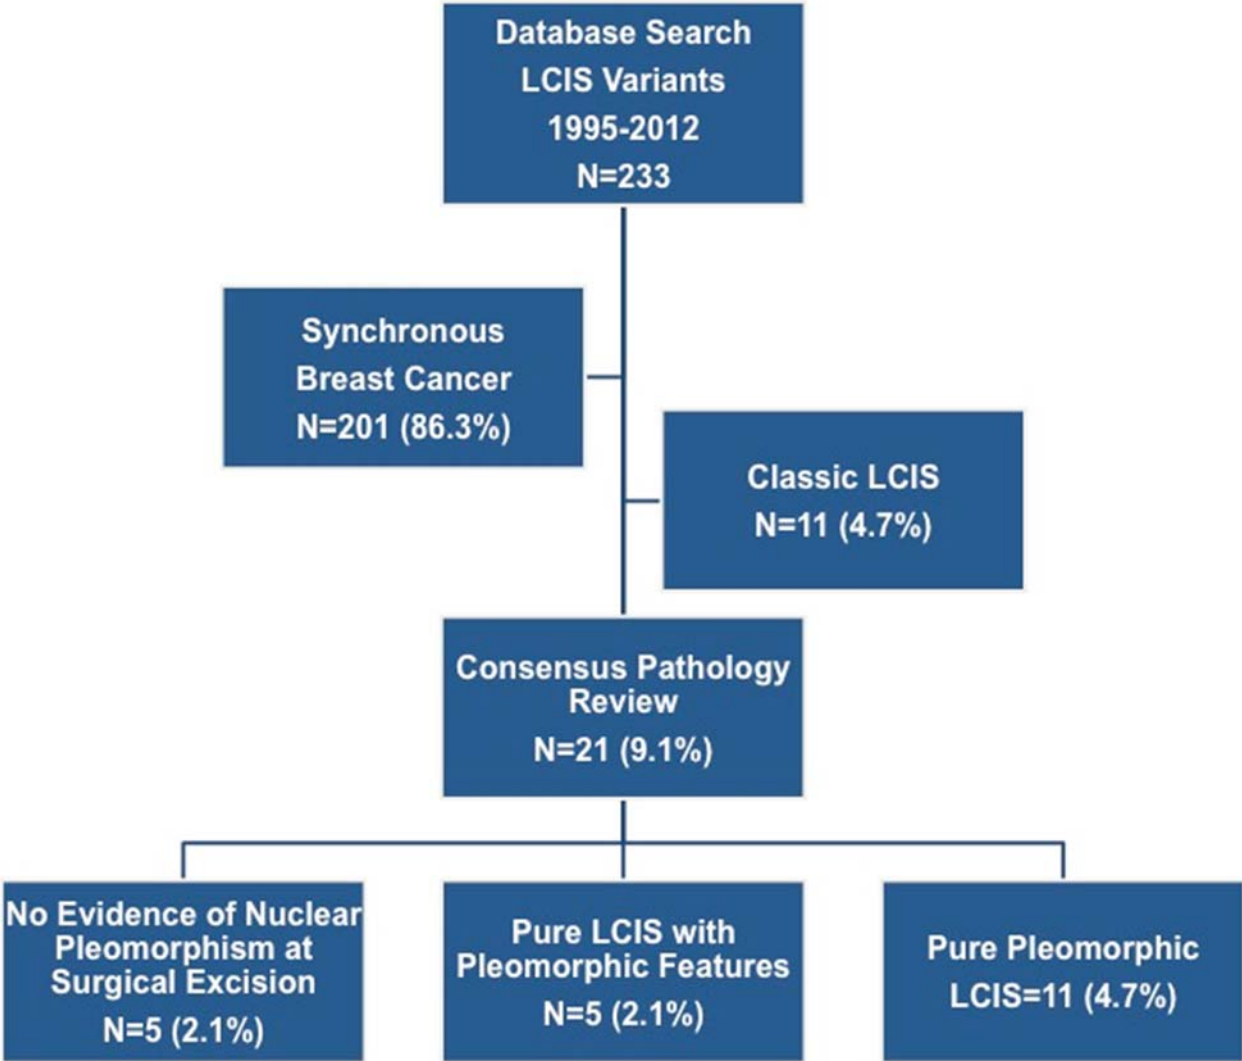 Database Search
LCIS Variants
1995-2012
N=233
Synchronous
Breast Cancer
N=201 (86.3%)
Classic LCIS
N=11 (4.7%)
Consensus Pathology
Review
N=21 (9.1%)
No Evidence of Nuclear
Pleomorphism at
Surgical Excision
N=5 (2.1%)
Pure LCIS with
Pleomorphic Features
N=5 (2.1%)
Pure Pleomorphic
LCIS=11 (4.7%)